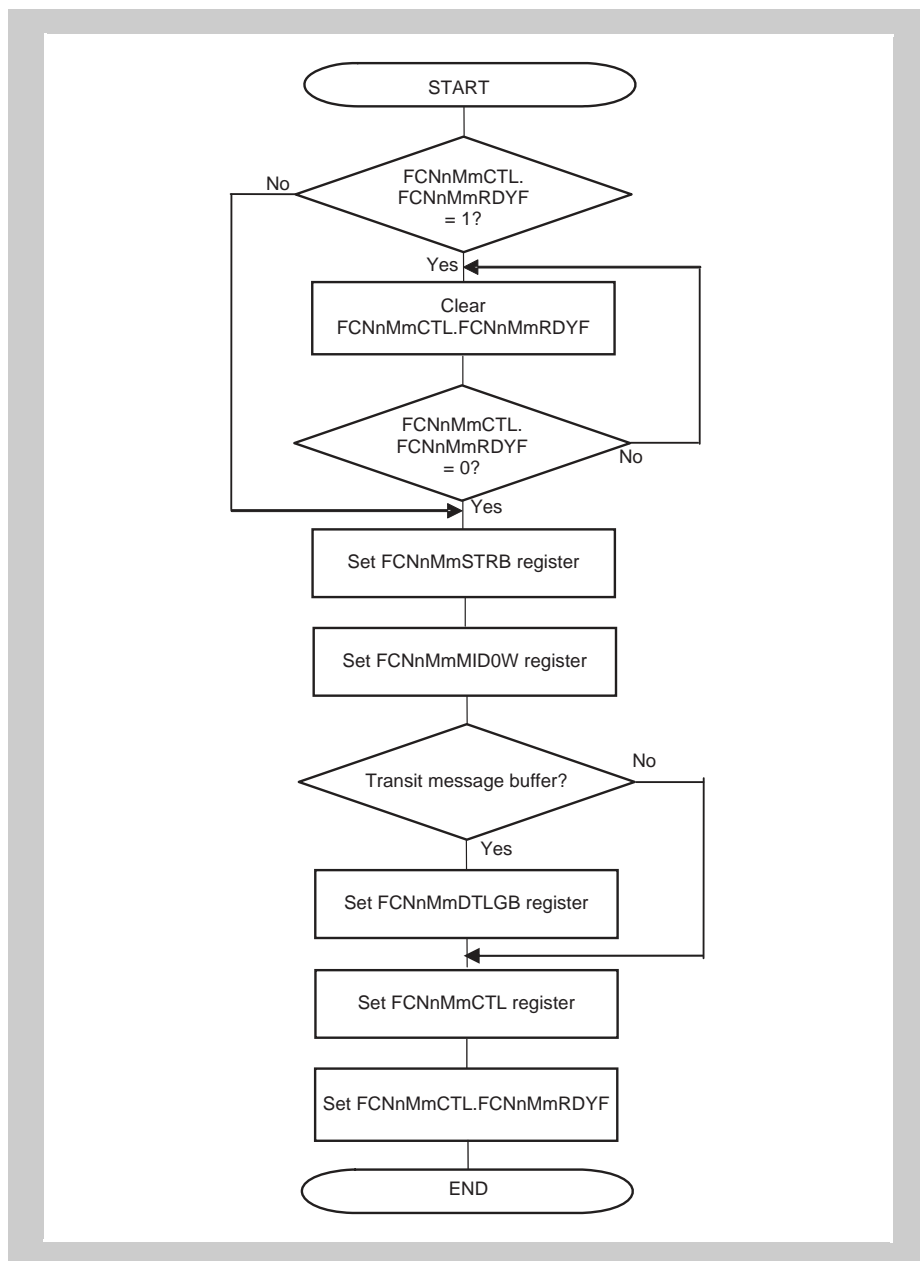 START
FCNnMmCTL.
FCNnMmRDYF
= 1?
No
Yes
Clear
FCNnMmCTL.FCNnMmRDYF
FCNnMmCTL.
FCNnMmRDYF
= 0?
No
Yes
Set FCNnMmSTRB register
Set FCNnMmMID0W register
Transit message buffer?
No
Yes
Set FCNnMmDTLGB register
Set FCNnMmCTL register
Set FCNnMmCTL.FCNnMmRDYF
END